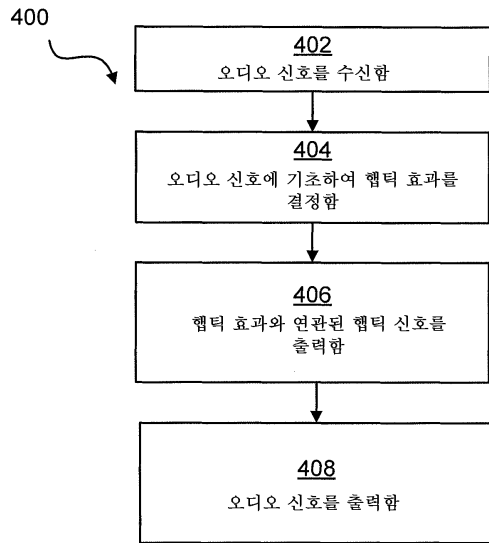 400
402
오디오 신호를 수신함
404
오디오 신호에 기초하여 햅틱 효과를
결정함
406
햅틱 효과와 연관된 햅틱 신호를
출력함
408
오디오 신호를 출력함